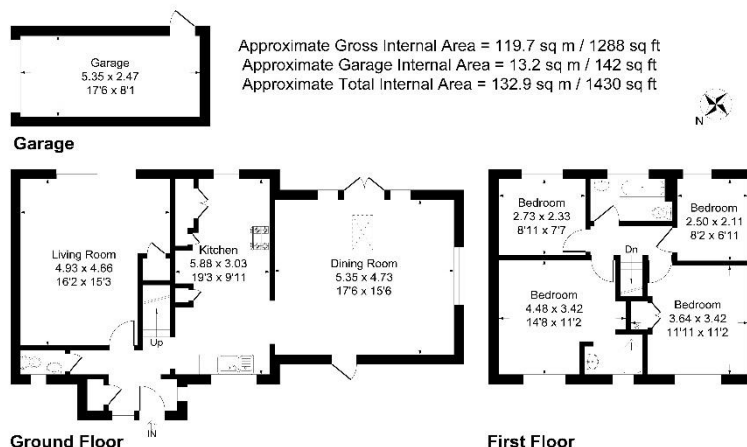 Garage
5.35 x 2.47
17'6 x 8'1
Approximate Gross Internal Area = 119.7 sq m / 1288 sq ft
Approximate Garage Internal Area = 13.2 sq m / 142 sq ft
Approximate Total Internal Area = 132.9 sq m / 1430 sq ft
N
Garage
Living Room
4.93 x 4.66
16'2 x 15'3
Kitchen
5.88 x 3.03
19'3 x 9'11
Dining Room
5.35 x 4.73
17'6 x 15'6
Up
IN
Ground Floor
Bedroom
2.73 x 2.33
8'11 x 7'7
Bedroom
2.50 x 2.11
8'2 x 6'11
Dn
Bedroom
4.48 x 3.42
14'8 x 11'2
Bedroom
3.64 x 3.42
11'11 x 11'2
First Floor